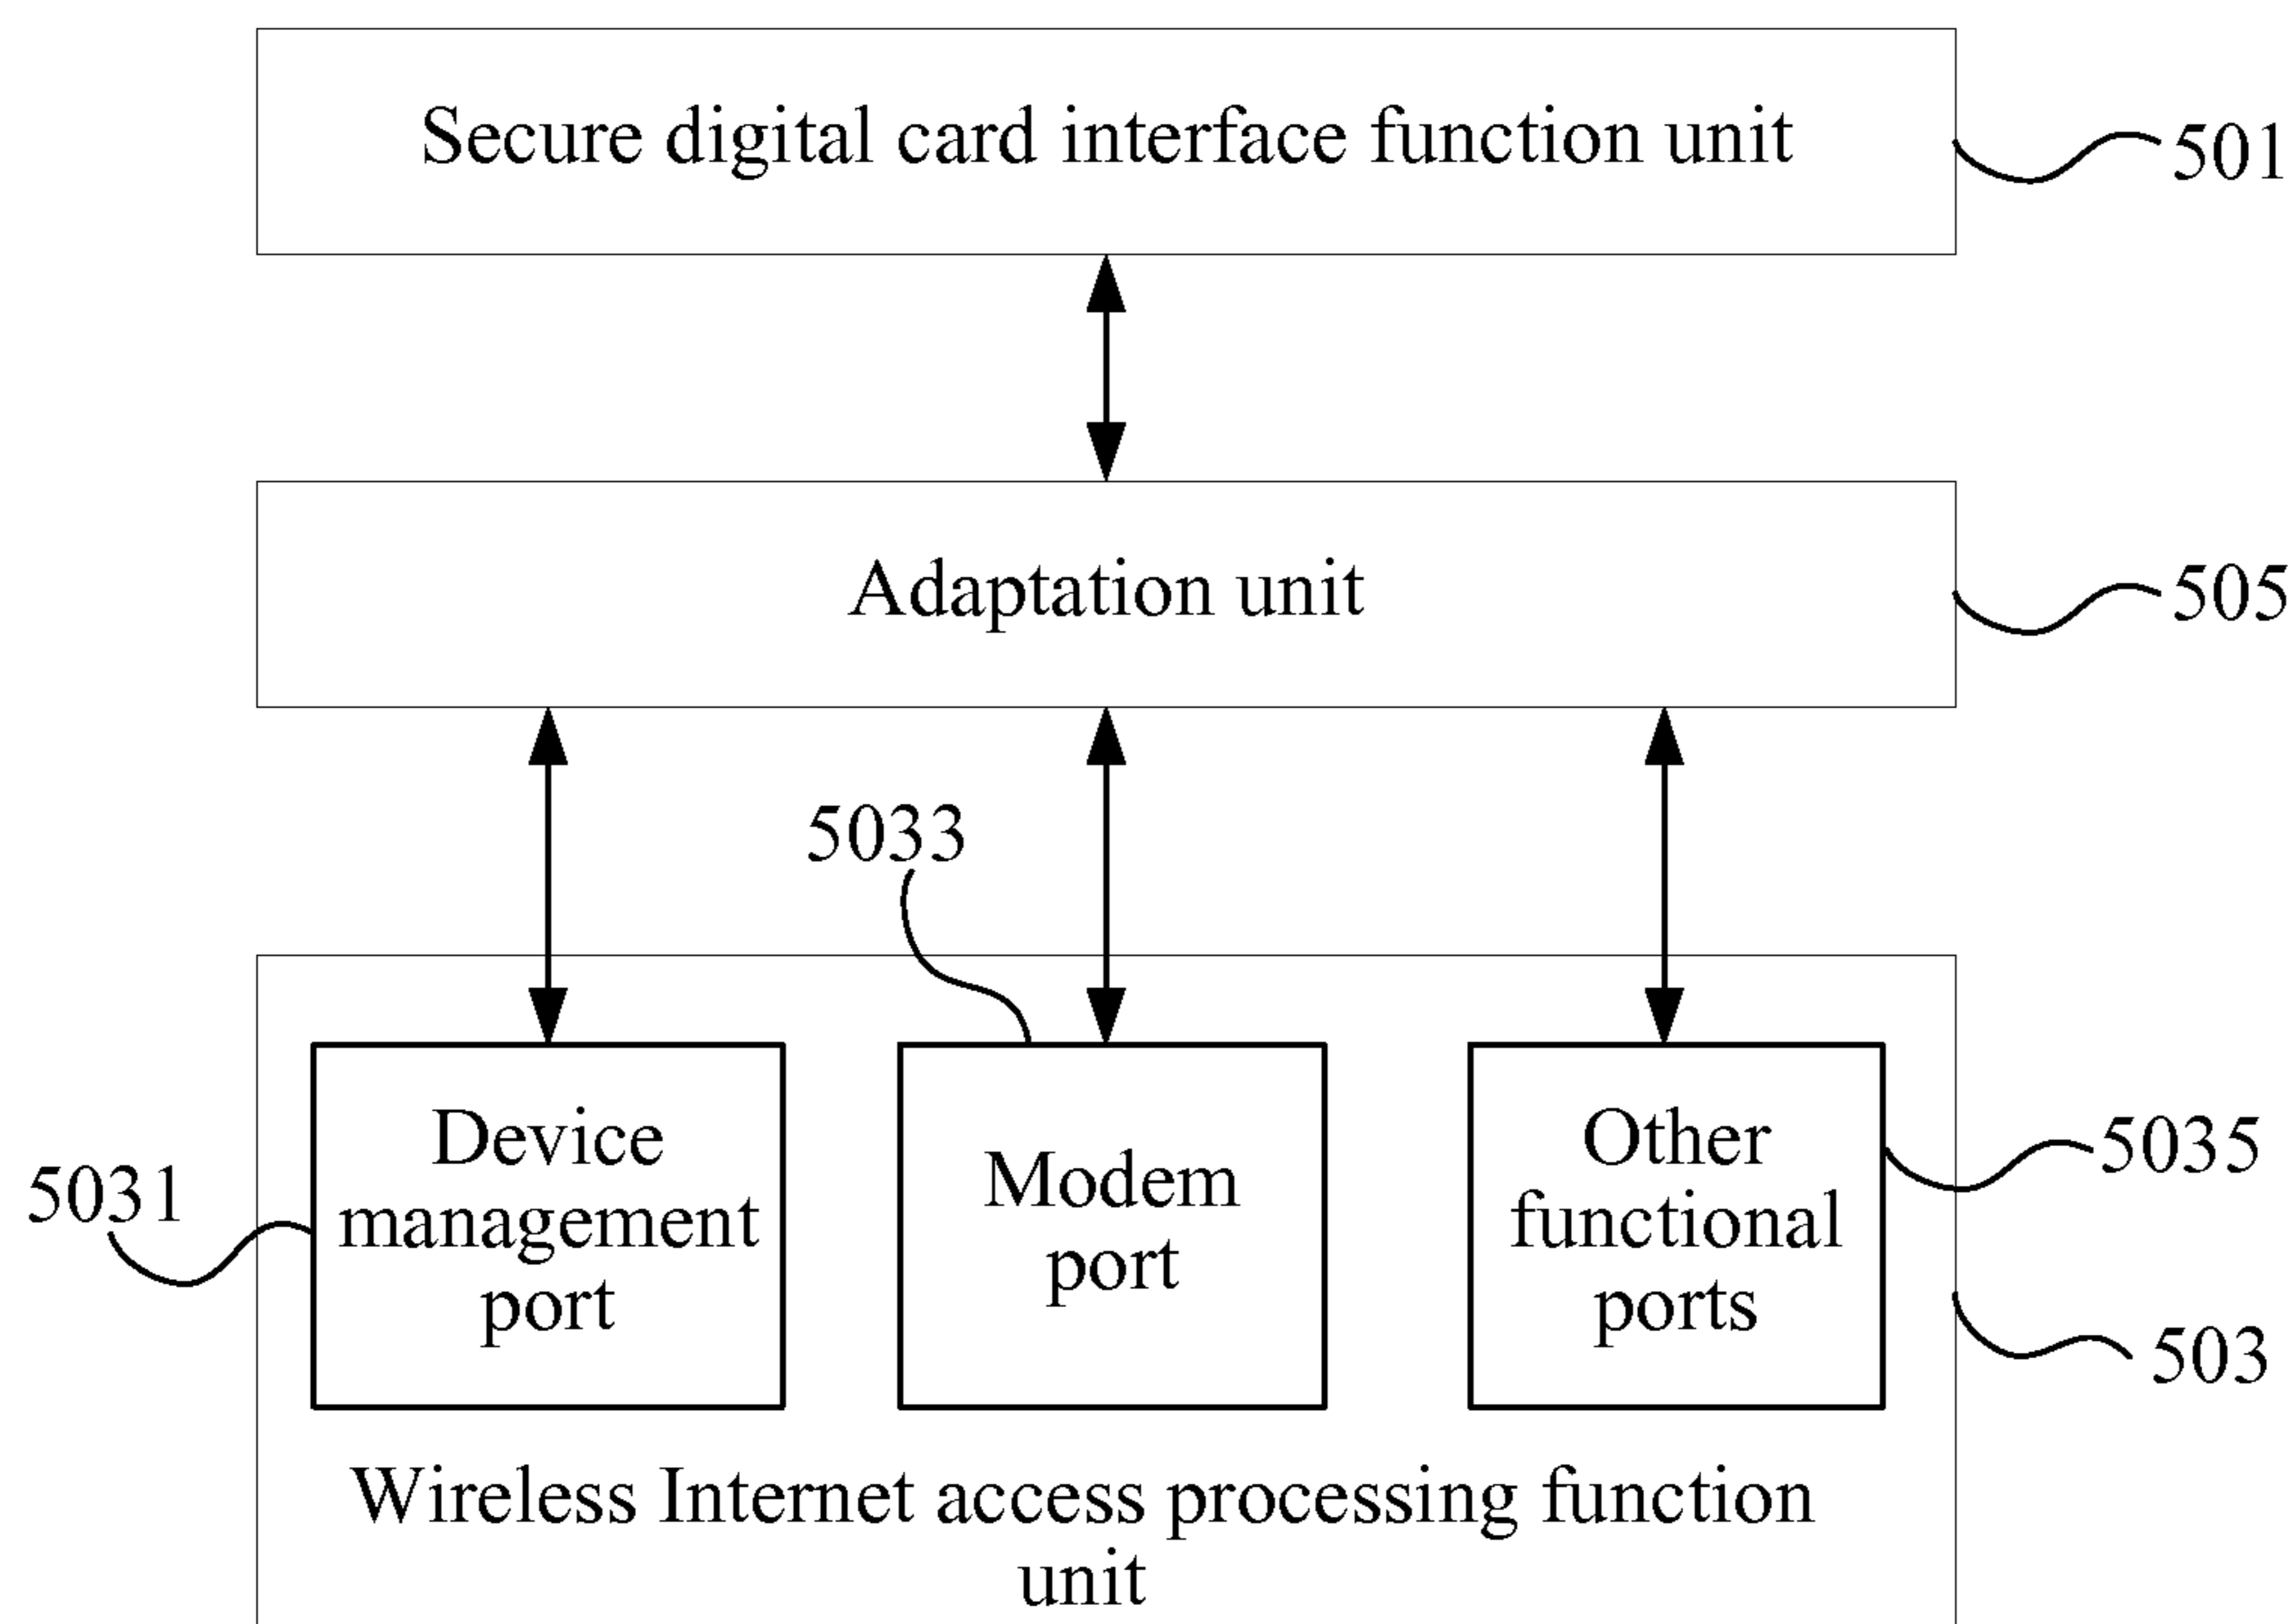 Secure digital card interface function unit
501
Adaptation unit
505
5033
Device
management
port
Modem
port
Other
functional
ports
5031
5035
503
Wireless Internet access processing function
unit